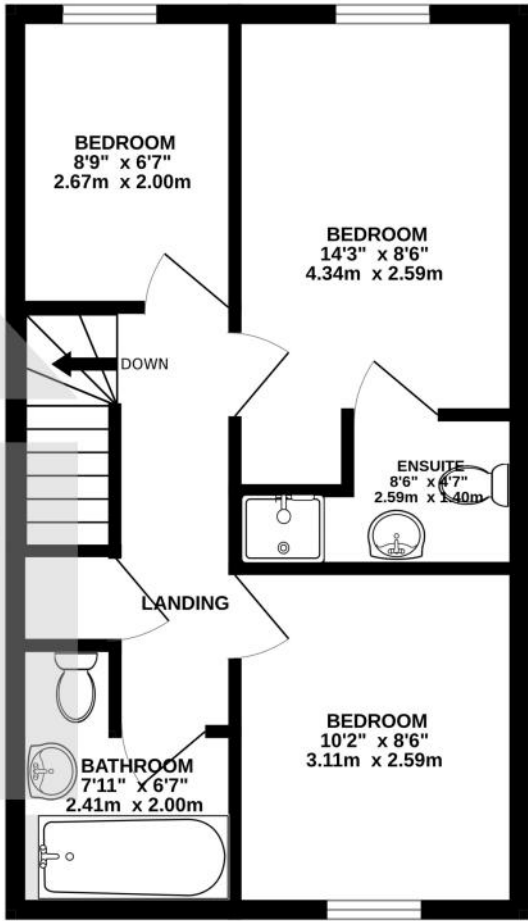 BEDROOM
8'9" x 6'7"
2.67m x 2.00m
BEDROOM
14'3" x 8'6"
4.34m x 2.59m
DOWN
ENSUITE
8'6" x 4'7"
2.59m x 1.40m
LANDING
BEDROOM
10'2" x 8'6"
3.11m x 2.59m
BATHROOM
7'11" x 6'7"
2.41m x 2.00m